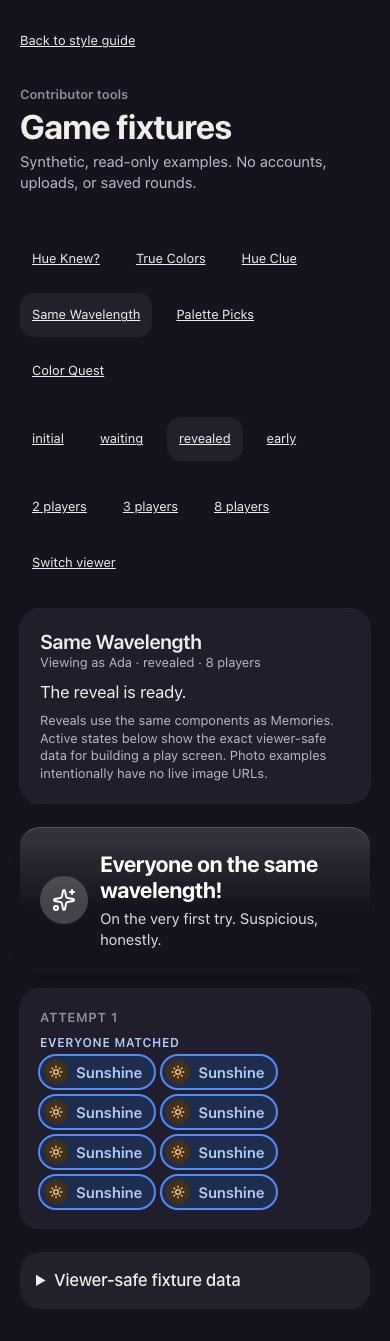 Back to style guide
Contributor tools
Game fixtures
Synthetic, read-only examples. No accounts,
uploads, or saved rounds.
Hue Knew? True Colors Hue Clue
Same Wavelength Palette Picks
Color Quest
initial waiting revealed early
2 players 3 players 8 players
Switch viewer
Same Wavelength
Viewing as Ada · revealed · 8 players
The reveal is ready.
Reveals use the same components as Memories.
Active states below show the exact viewer-safe
data for building a play screen. Photo examples
intentionally have no live image URLs.
Everyone on the same
wavelength!
On the very first try. Suspicious,
honestly.
ATTEMPT 1
EVERYONE MATCHED
Sunshine Sunshine
Sunshine Sunshine
Sunshine Sunshine
Sunshine Sunshine
Viewer-safe fixture data